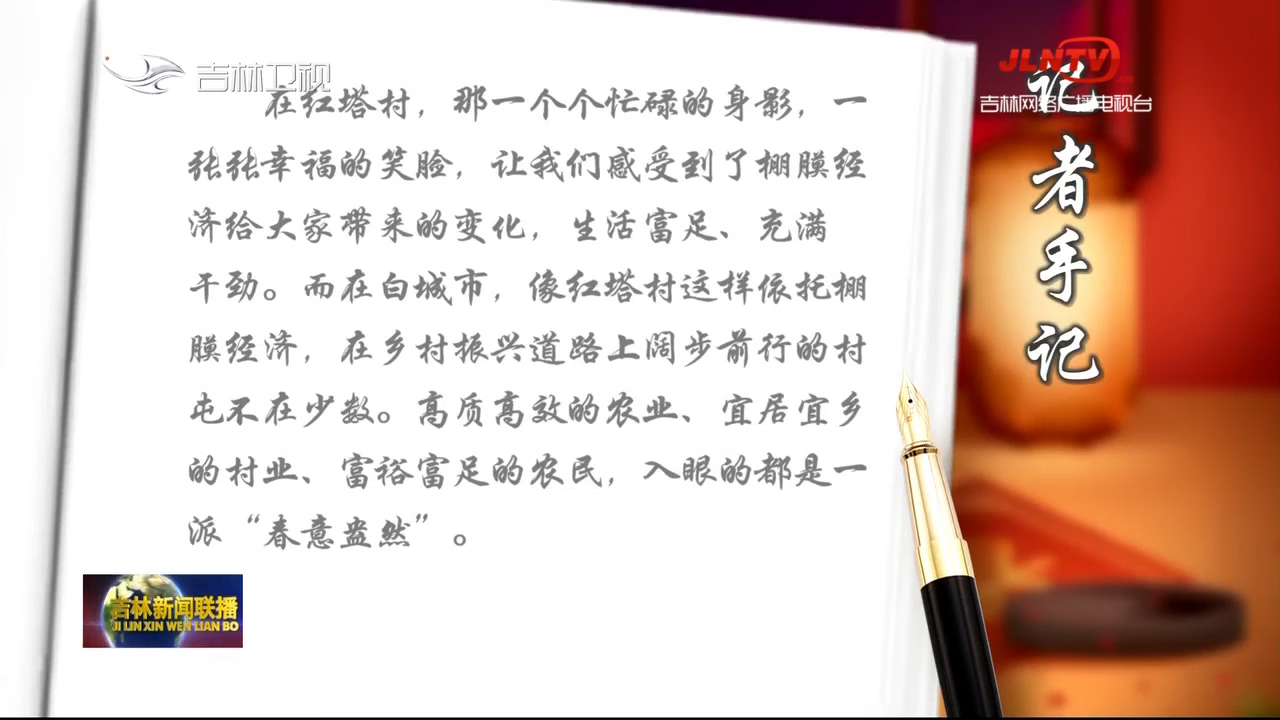 吉林卫视
JLNTV
吉林网络广播电视台
记者手记
在红塔村，那一个个忙碌的身影，一
张张幸福的笑脸，让我们感受到了棚膜经
济给大家带来的变化，生活富足、充满
干劲。而在白城市，像红塔村这样依托棚
膜经济，在乡村振兴道路上阔步前行的村
屯不在少数。高质高效的农业、宜居宜乡
的村业、富裕富足的农民，入眼的都是一
派“春意盎然”。
吉林新闻联播
JI LIN XIN WEN LIAN BO